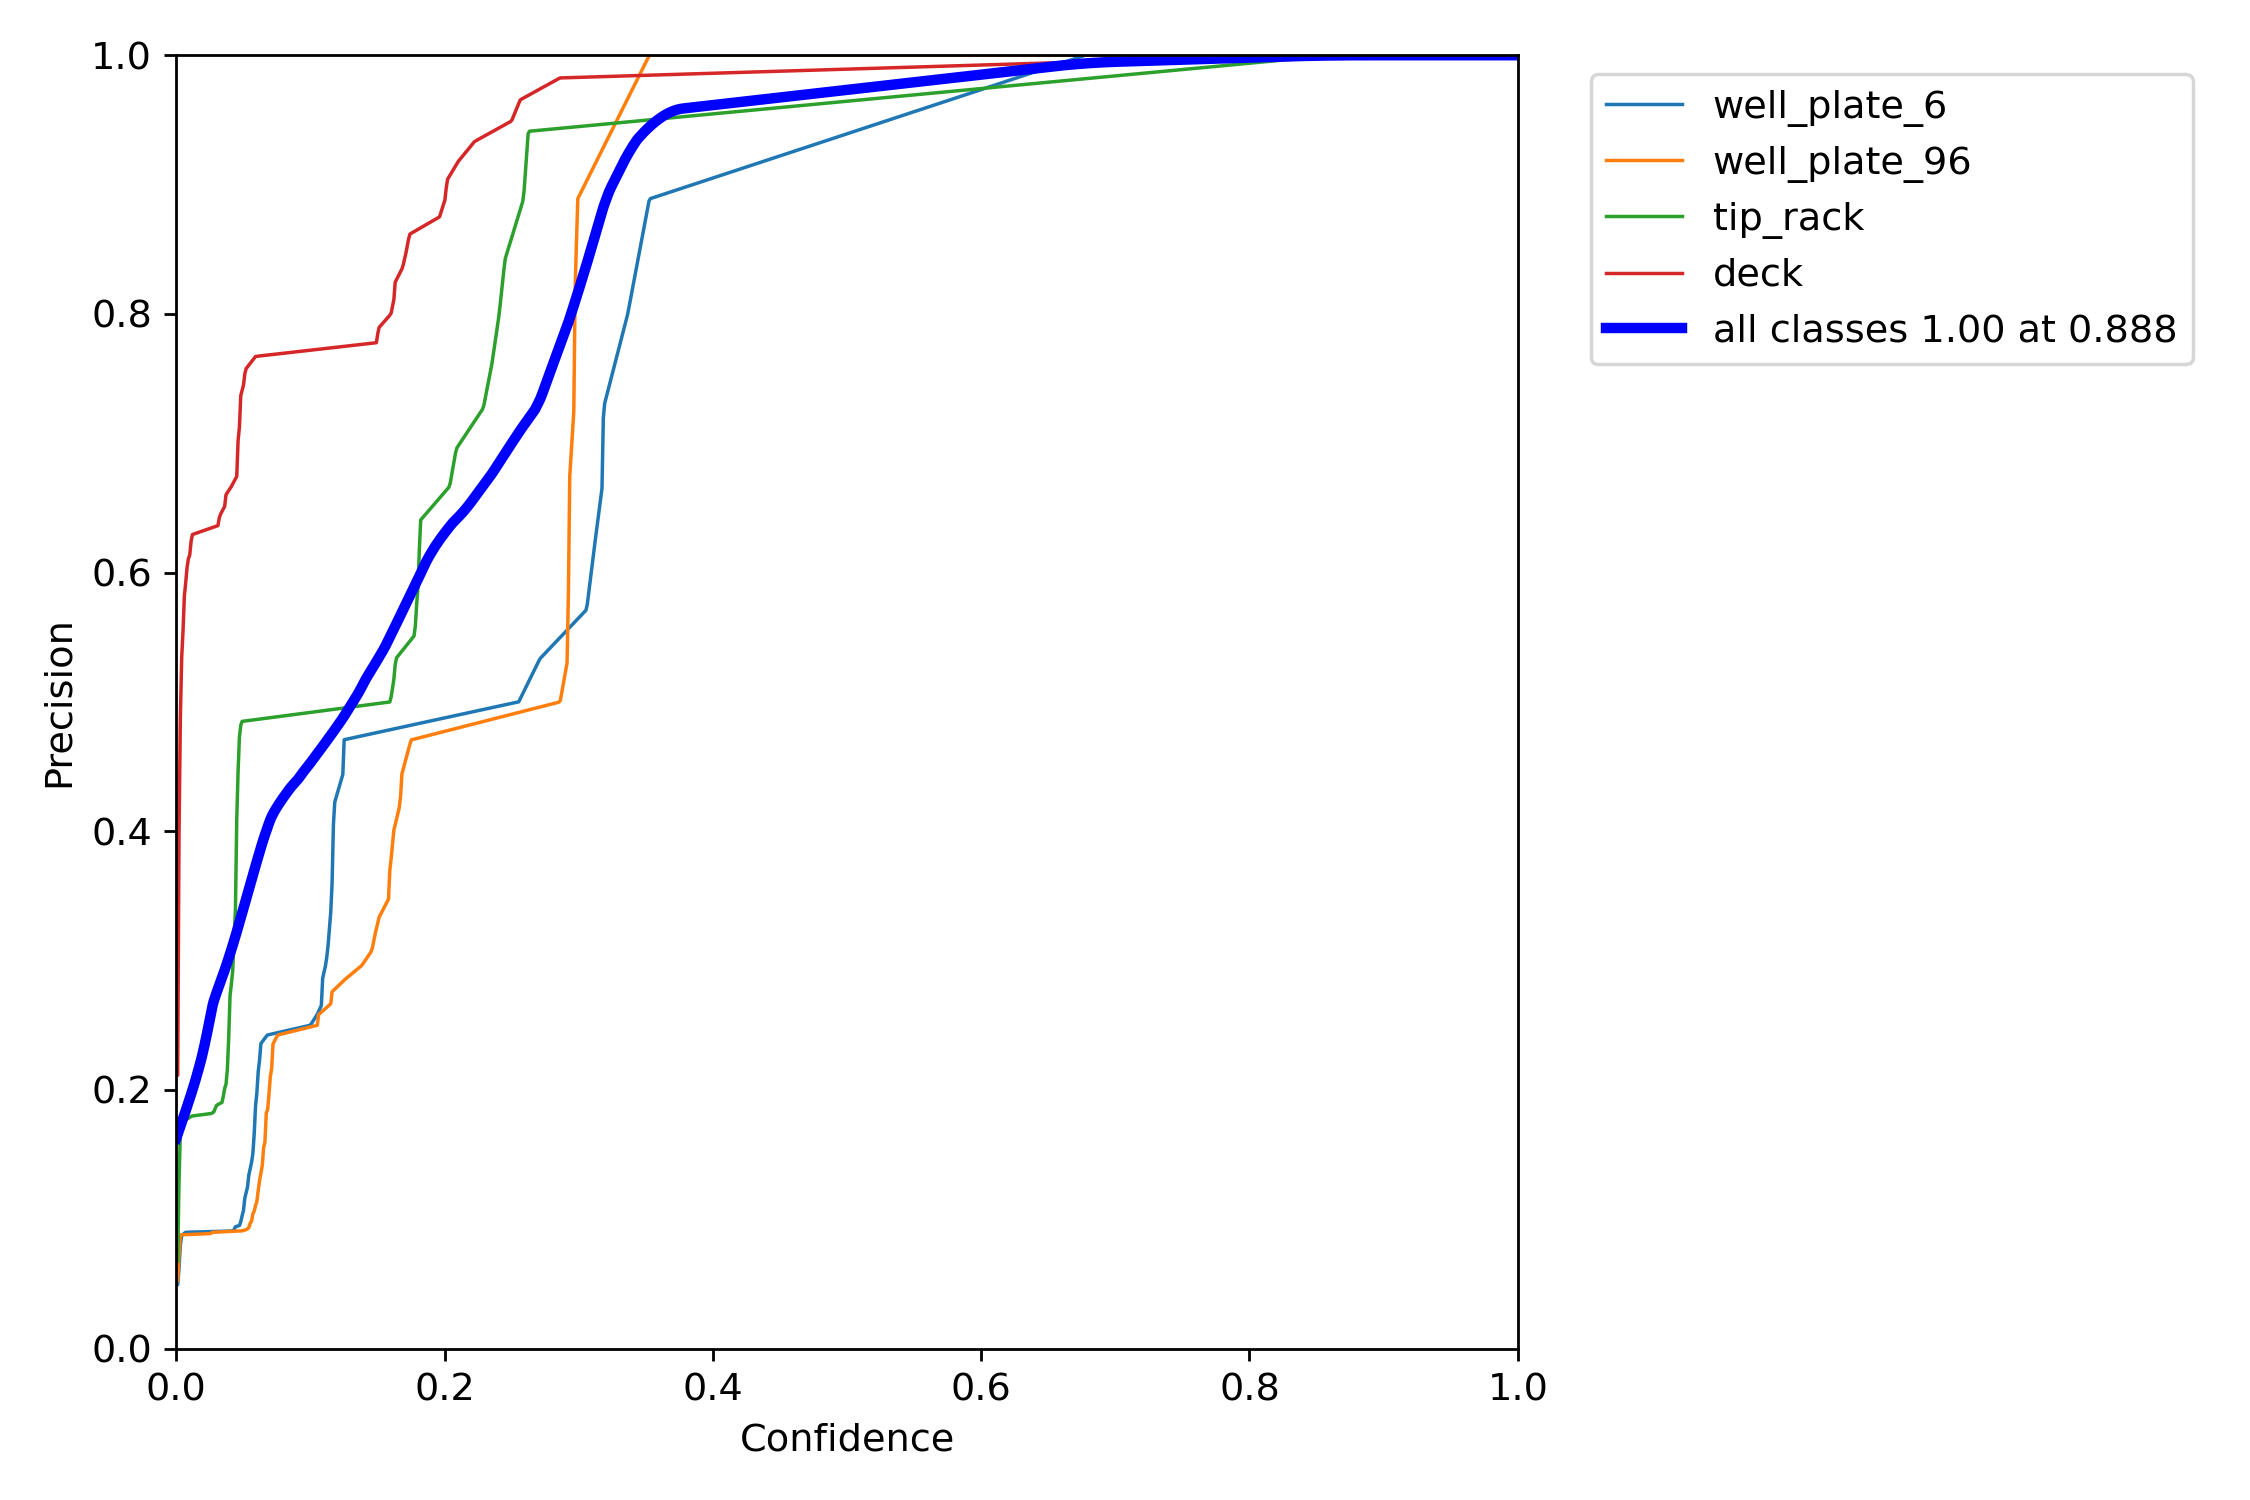 1.0
0.8
0.6
0.4
0.2
0.0
0.0 0.2 0.4 0.6 0.8 1.0
Confidence
Precision
well_plate_6
well_plate_96
tip_rack
deck
all classes 1.00 at 0.888